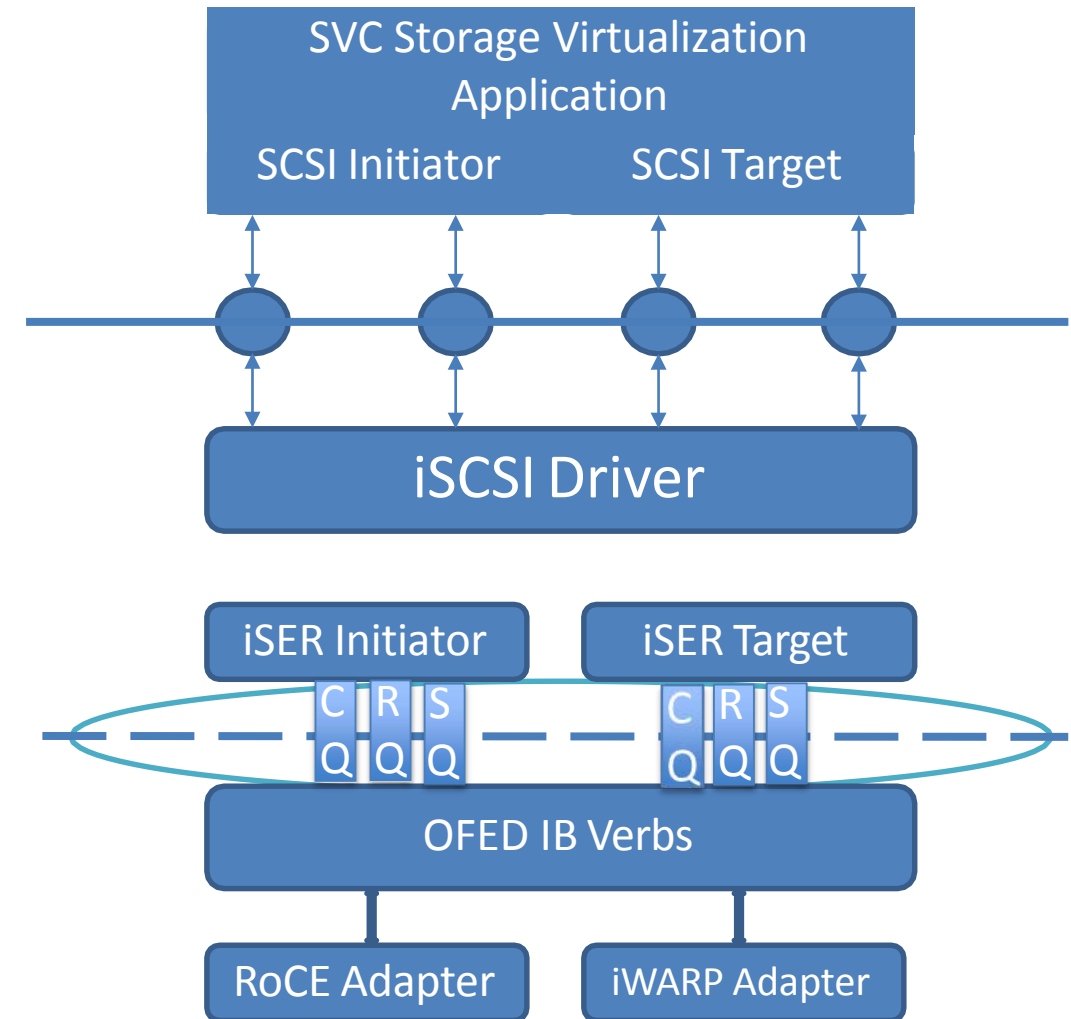 SVC Storage Virtualization
Application
SCSI Initiator SCSI Target
iSCSI Driver
iSER Initiator iSER Target
C R S C R S
Q Q Q Q Q Q
OFED IB Verbs
RoCE Adapter iWARP Adapter